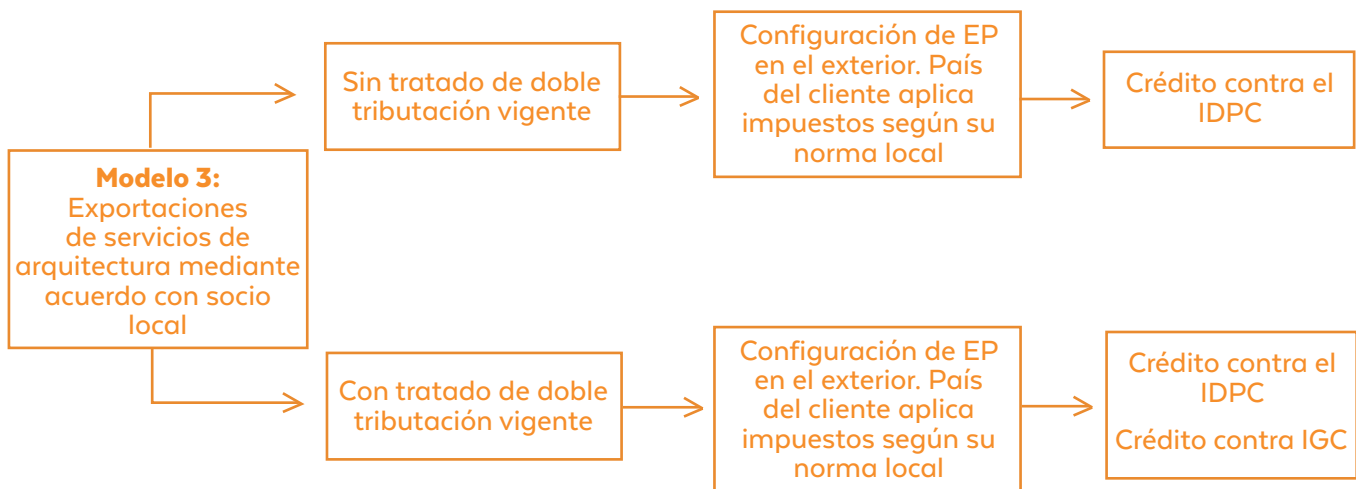 Modelo 3:
Exportaciones
de servicios de
arquitectura mediante
acuerdo con socio
local
Sin tratado de doble
tributación vigente
Configuración de EP
en el exterior. País
del cliente aplica
impuestos según su
norma local
Crédito contra el
IDPC
Con tratado de doble
tributación vigente
Configuración de EP
en el exterior. País
del cliente aplica
impuestos según su
norma local
Crédito contra el
IDPC
Crédito contra IGC